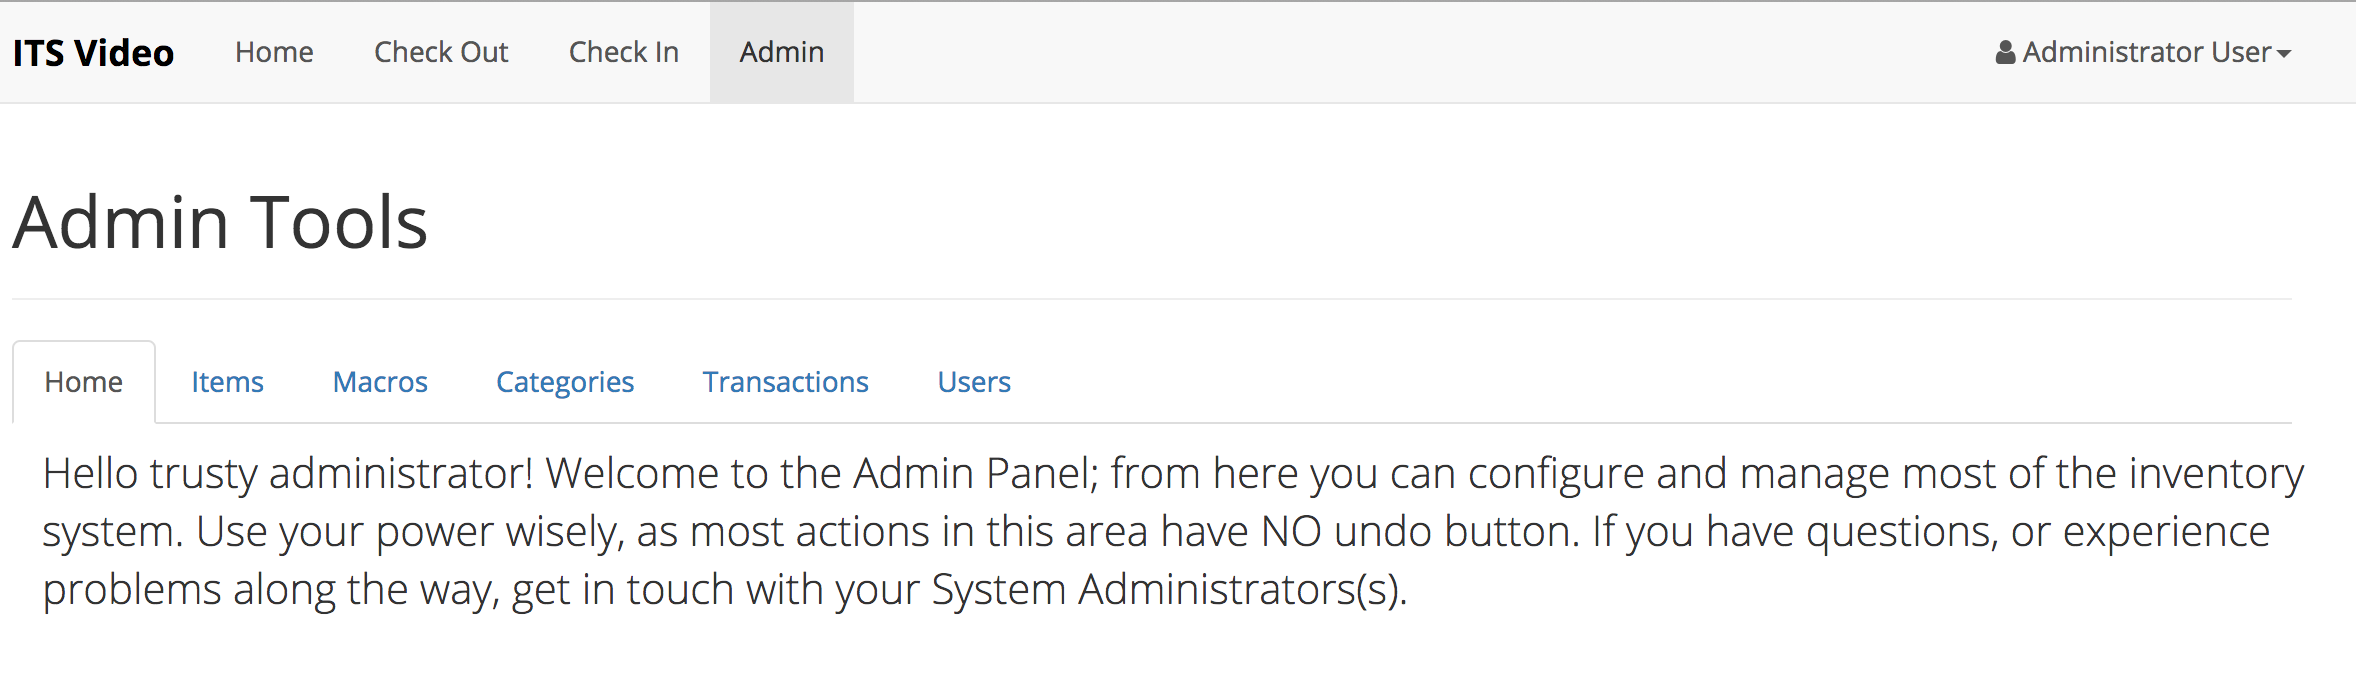 ITS Video Home Check Out Check In Admin Administrator User
Admin Tools
Home Items Macros Categories Transactions Users
Hello trusty administrator! Welcome to the Admin Panel; from here you can configure and manage most of the inventory
system. Use your power wisely, as most actions in this area have NO undo button. If you have questions, or experience
problems along the way, get in touch with your System Administrators(s).